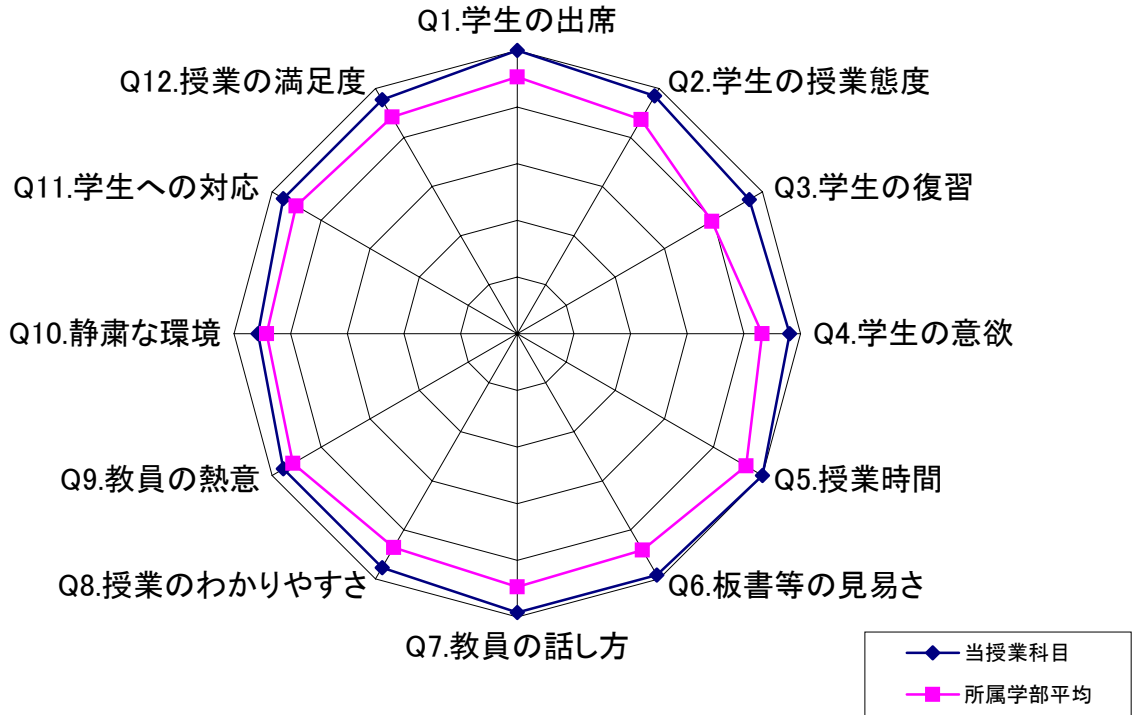 Q1.学生の出席
Q2.学生の授業態度
Q3.学生の復習
Q4.学生の意欲
Q5.授業時間
Q6.板書等の見易さ
Q7.教員の話し方
Q8.授業のわかりやすさ
Q9.教員の熱意
Q10.静粛な環境
Q11.学生への対応
Q12.授業の満足度
当授業科目
所属学部平均